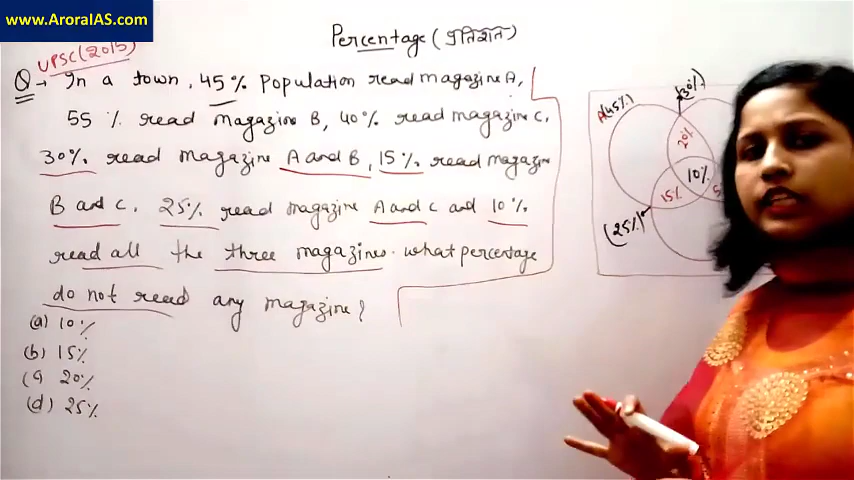 www.AroraIAS.com
Percentage (प्रतिशत)
UPSC(2015)
Q→ In a town, 45% population read magazine A,
55 % read magazine B, 40% read magazine C,
30% read magazine A and B, 15% read magazine
B and C, 25% read magazine A and C and 10%
read all the three magazines. what percentage
do not read any magazine?
(a) 10%
(b) 15%
(c) 20%
(d) 25%
A(45%)
(30%)
20%
10%
15%
5
(25%)